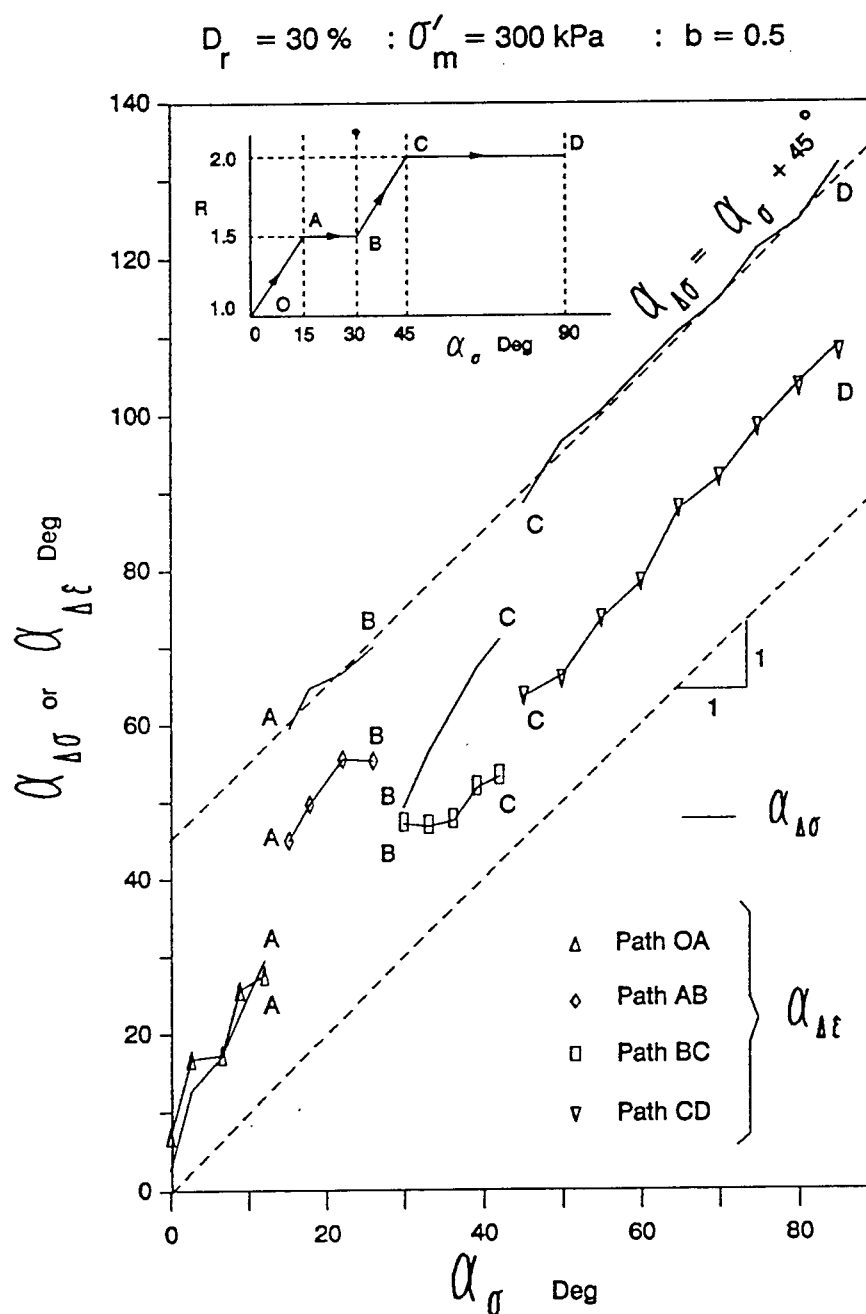 D_r = 30 % : σ'_m = 300 kPa : b = 0.5
140
120
100
80
60
40
20
0
α_Δσ or α_Δε Deg
2.0
R
1.5
1.0
A
B
C
D
O
0 15 30 45 90
α_σ Deg
α_Δσ = α_σ + 45°
D
D
C
C
C
C
B
B
B
B
A
A
A
A
1
1
α_Δσ
Path OA
Path AB
Path BC
Path CD
α_Δε
0 20 40 60 80
α_σ Deg